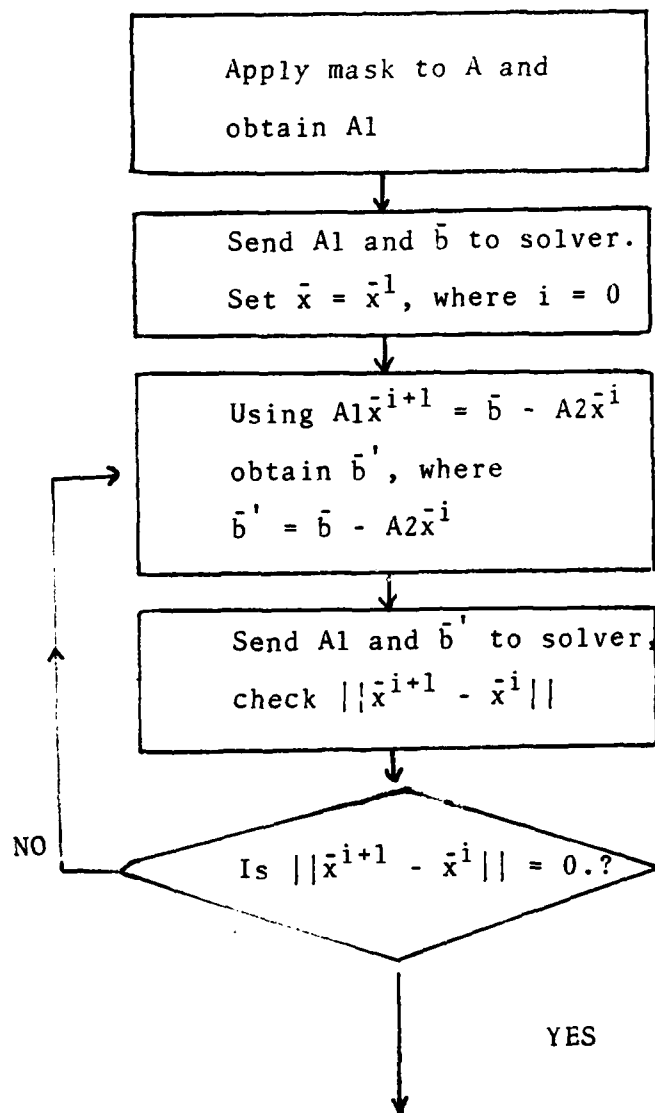 Apply mask to A and
obtain A1
Send A1 and b̄ to solver.
Set x̄ = x̄¹, where i = 0
Using A1x̄ⁱ⁺¹ = b̄ - A2x̄ⁱ
obtain b̄', where
b̄' = b̄ - A2x̄ⁱ
Send A1 and b̄' to solver,
check ||x̄ⁱ⁺¹ - x̄ⁱ||
NO
Is ||x̄ⁱ⁺¹ - x̄ⁱ|| = 0.?
YES